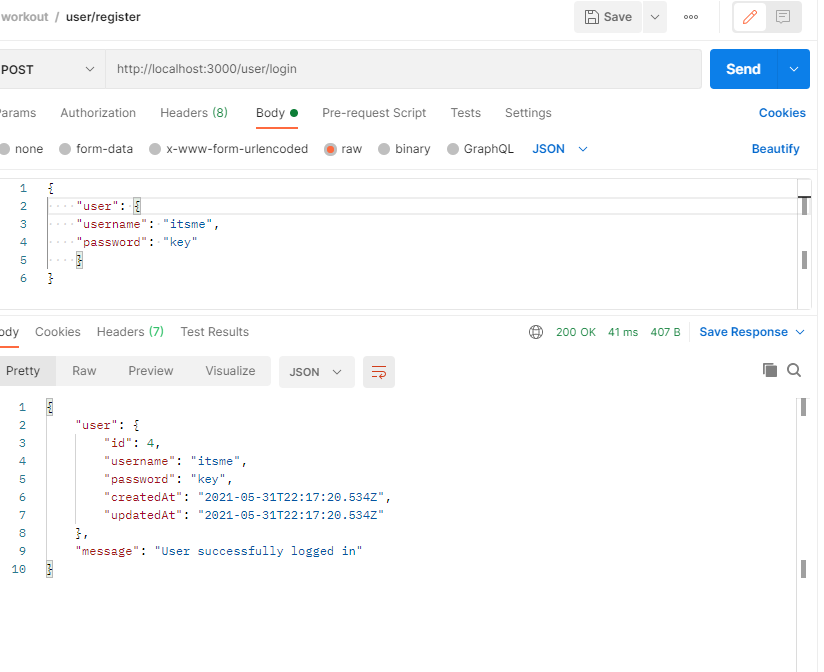 workout / user/register
Save
POST
http://localhost:3000/user/login
Send
Params Authorization Headers (8) Body Pre-request Script Tests Settings Cookies
none form-data x-www-form-urlencoded raw binary GraphQL JSON Beautify
1 {
2 "user": {
3 "username": "itsme",
4 "password": "key"
5 }
6 }
Body Cookies Headers (7) Test Results 200 OK 41 ms 407 B Save Response
Pretty Raw Preview Visualize JSON
1 {
2 "user": {
3 "id": 4,
4 "username": "itsme",
5 "password": "key",
6 "createdAt": "2021-05-31T22:17:20.534Z",
7 "updatedAt": "2021-05-31T22:17:20.534Z"
8 },
9 "message": "User successfully logged in"
10 }